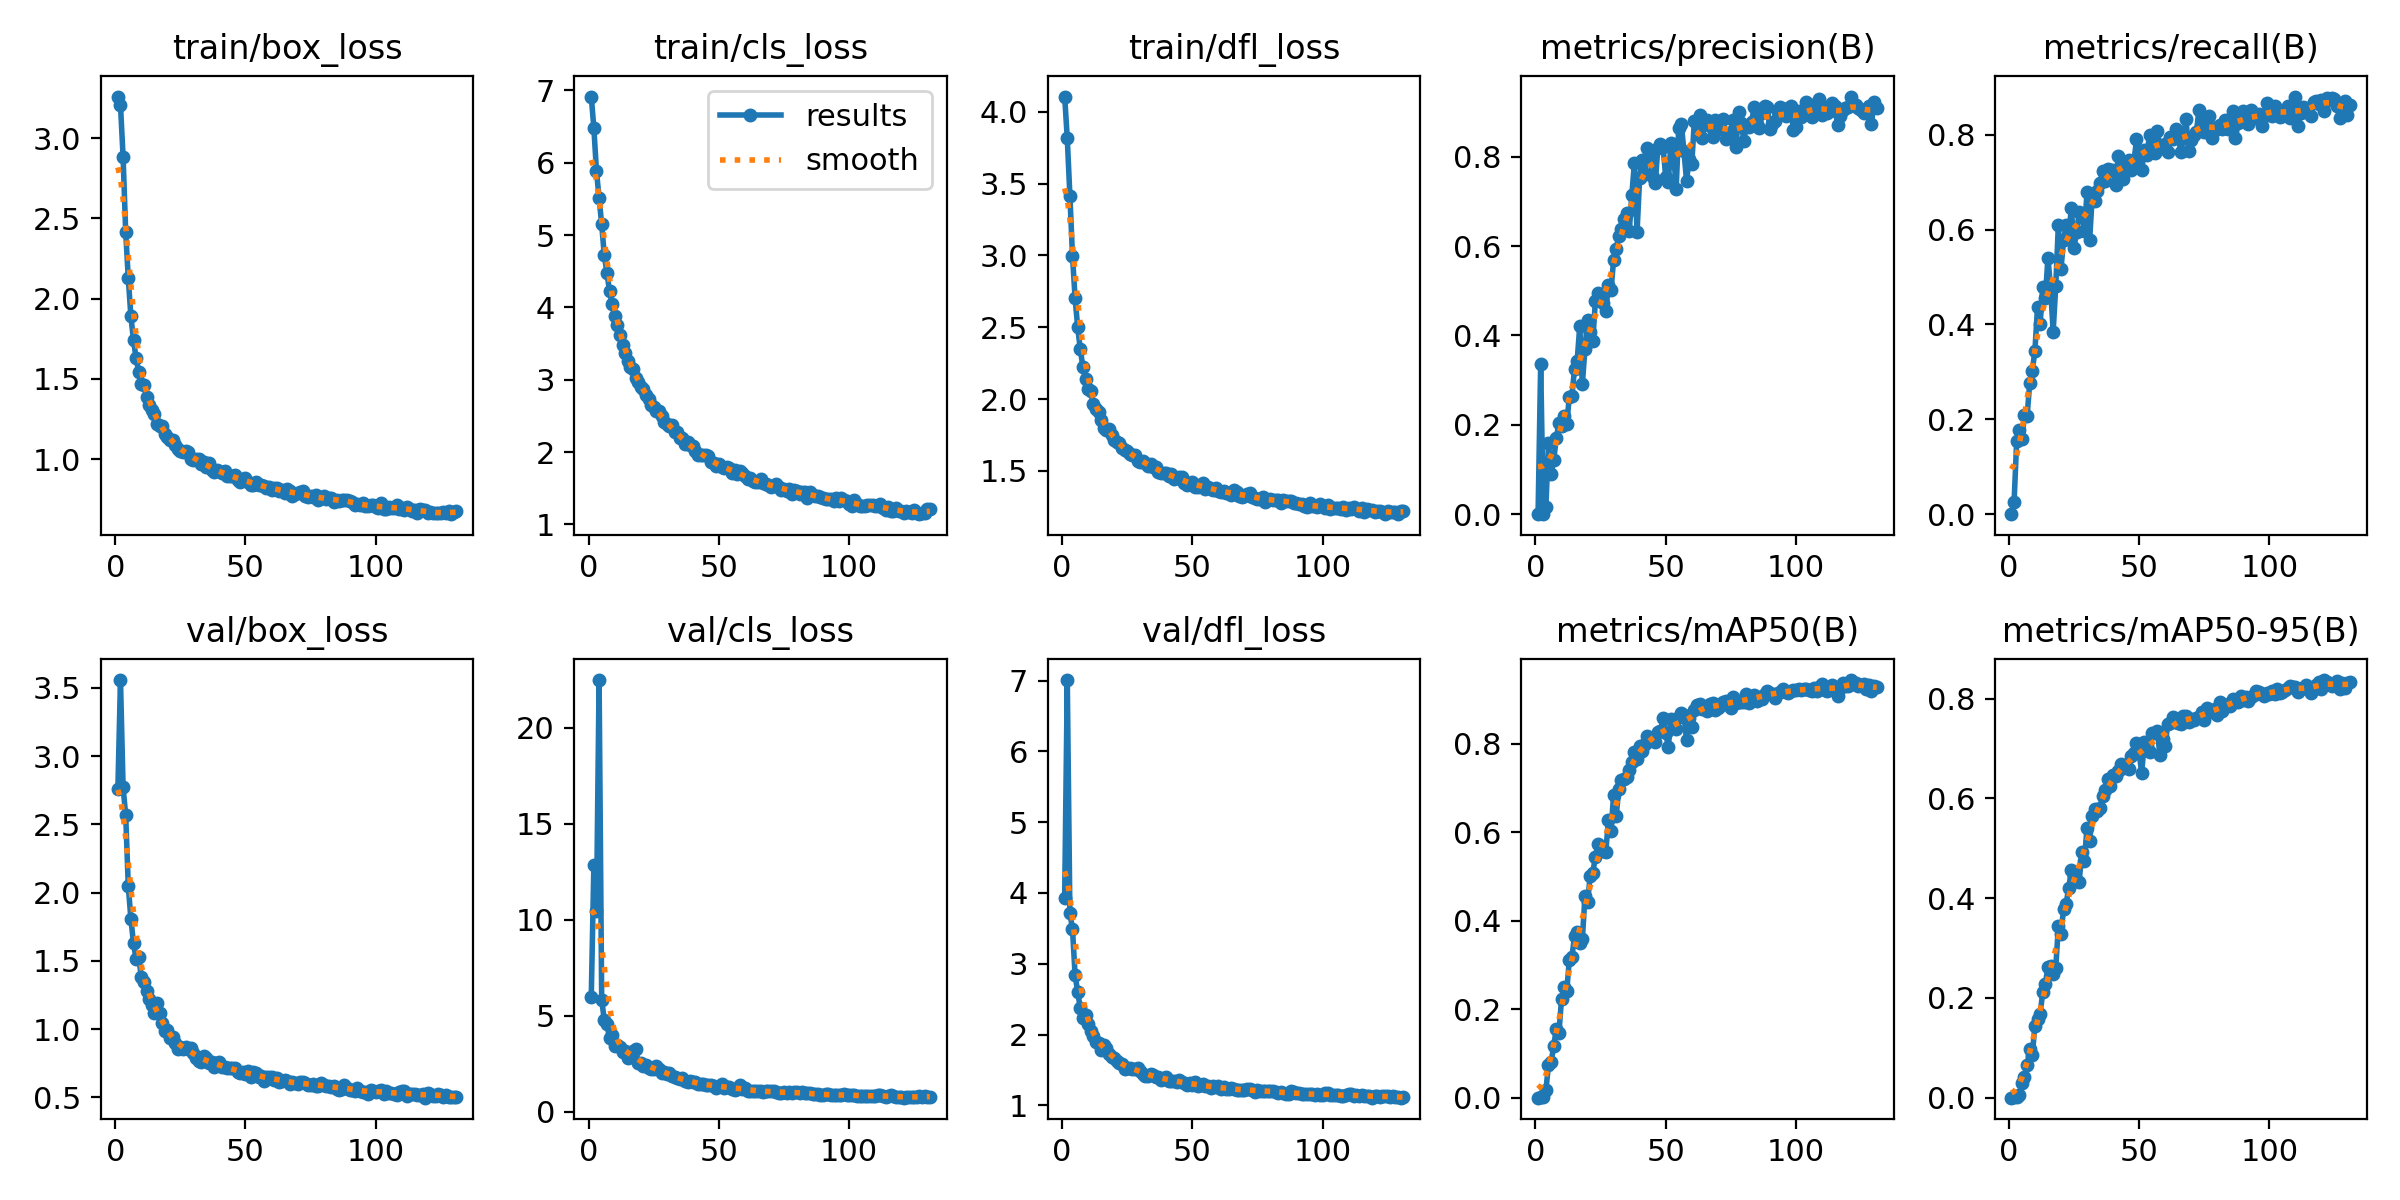 train/box_loss
3.0
2.5
2.0
1.5
1.0
0 50 100
train/cls_loss
7
6
5
4
3
2
1
0 50 100
results
smooth
train/dfl_loss
4.0
3.5
3.0
2.5
2.0
1.5
0 50 100
metrics/precision(B)
0.8
0.6
0.4
0.2
0.0
0 50 100
metrics/recall(B)
0.8
0.6
0.4
0.2
0.0
0 50 100
val/box_loss
3.5
3.0
2.5
2.0
1.5
1.0
0.5
0 50 100
val/cls_loss
20
15
10
5
0
0 50 100
val/dfl_loss
7
6
5
4
3
2
1
0 50 100
metrics/mAP50(B)
0.8
0.6
0.4
0.2
0.0
0 50 100
metrics/mAP50-95(B)
0.8
0.6
0.4
0.2
0.0
0 50 100